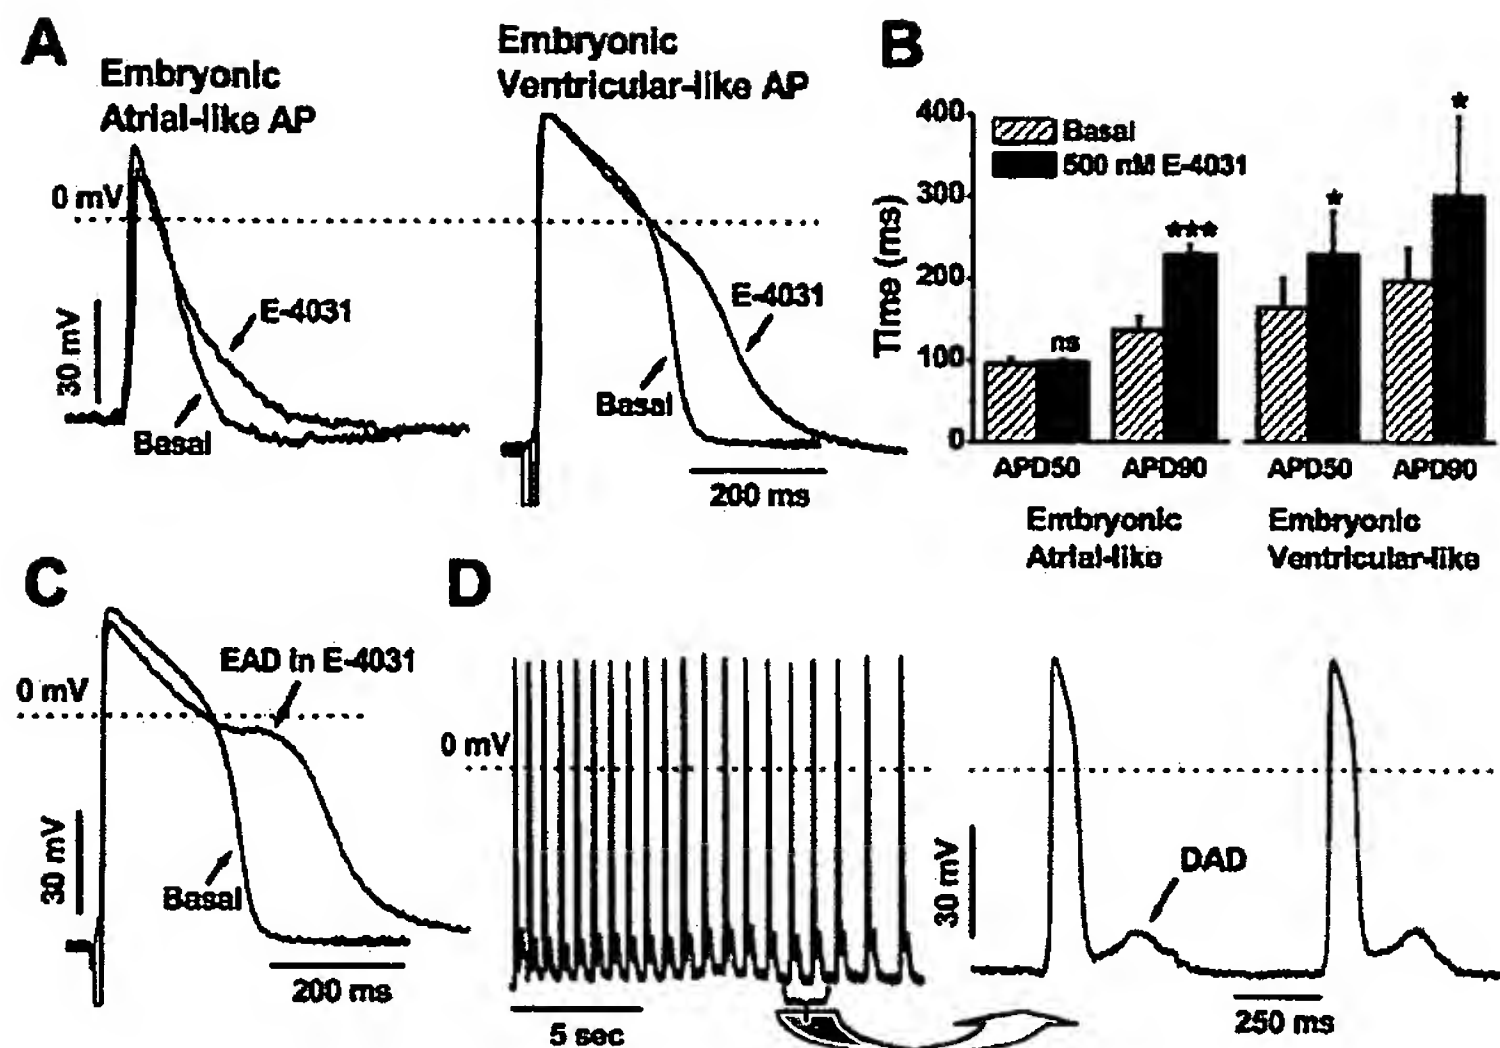 A
Embryonic
Atrial-like AP
0 mV
30 mV
E-4031
Basal
Embryonic
Ventricular-like AP
E-4031
Basal
200 ms
B
400
300
200
100
0
Time (ms)
Basal
500 nM E-4031
ns
***
*
*
APD50
APD90
APD50
APD90
Embryonic
Atrial-like
Embryonic
Ventricular-like
C
EAD in E-4031
0 mV
30 mV
Basal
200 ms
D
0 mV
5 sec
30 mV
DAD
250 ms